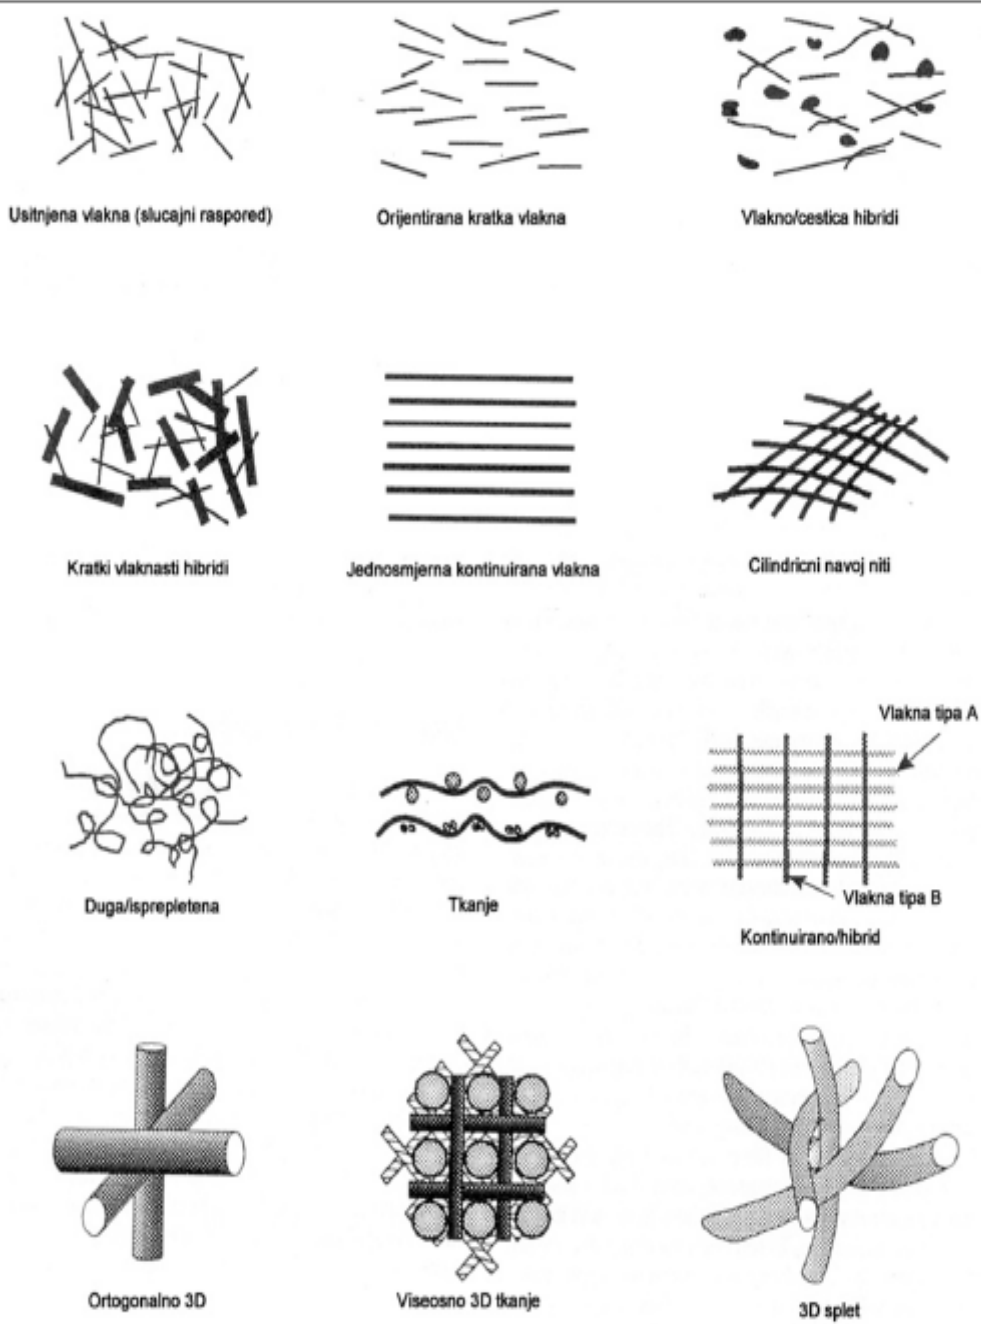 Usitnjena vlakna (slucajni raspored)
Orijentirana kratka vlakna
Vlakno/cestica hibridi
Kratki vlaknasti hibridi
Jednosmjerna kontinuirana vlakna
Cilindricni navoj niti
Duga/isprepletena
Tkanje
Vlakna tipa A
Vlakna tipa B
Kontinuirano/hibrid
Ortogonalno 3D
Viseosno 3D tkanje
3D splet